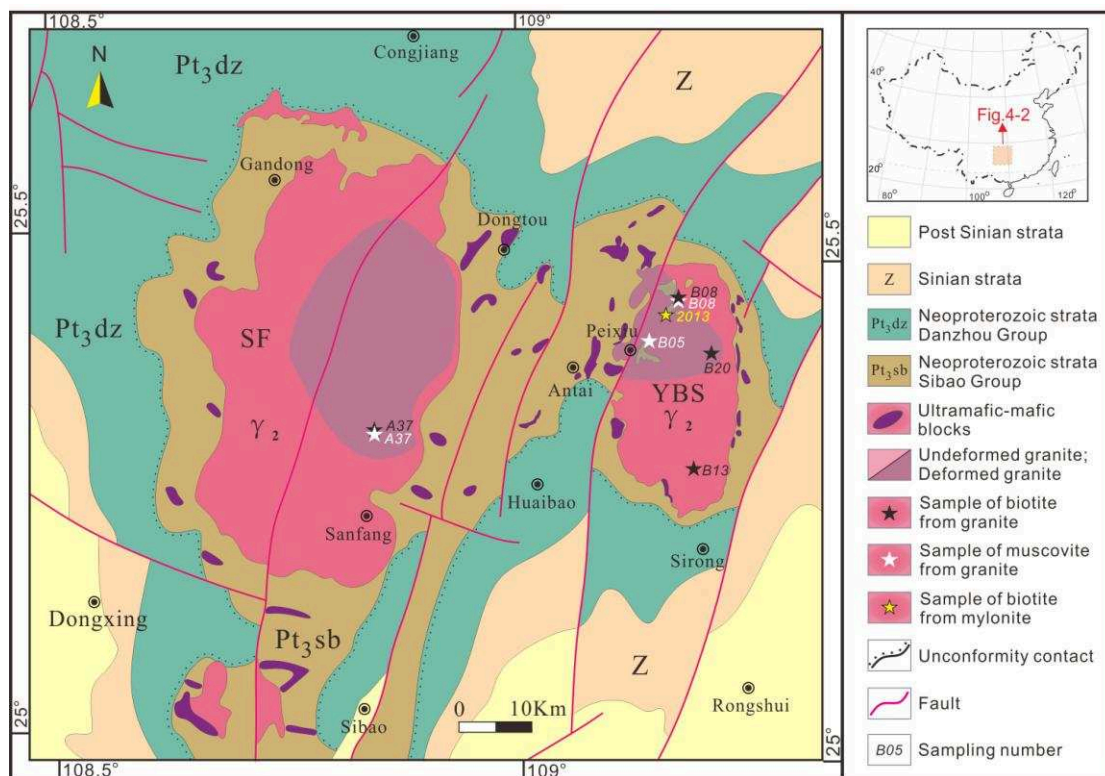 108.5°
109°
N
Pt₃dz
Congjiang
Z
Gandong
25.5°
25.5°
Dongtou
Pt₃dz
SF
B08
B08
2013
Peixiu
B05
B20
Antai
YBS
γ₂
γ₂
A37
A37
B13
Huaibao
Sanfang
Sirong
Dongxing
Pt₃sb
Z
Rongshui
0 10Km
Sibao
25°
25°
108.5°
109°
40°
Fig.4-2
20°
80°
100°
120°
Post Sinian strata
Z
Sinian strata
Pt₃dz
Neoproterozoic strata
Danzhou Group
Pt₃sb
Neoproterozoic strata
Sibao Group
Ultramafic-mafic
blocks
Undeformed granite;
Deformed granite
Sample of biotite
from granite
Sample of muscovite
from granite
Sample of biotite
from mylonite
Unconformity contact
Fault
B05
Sampling number